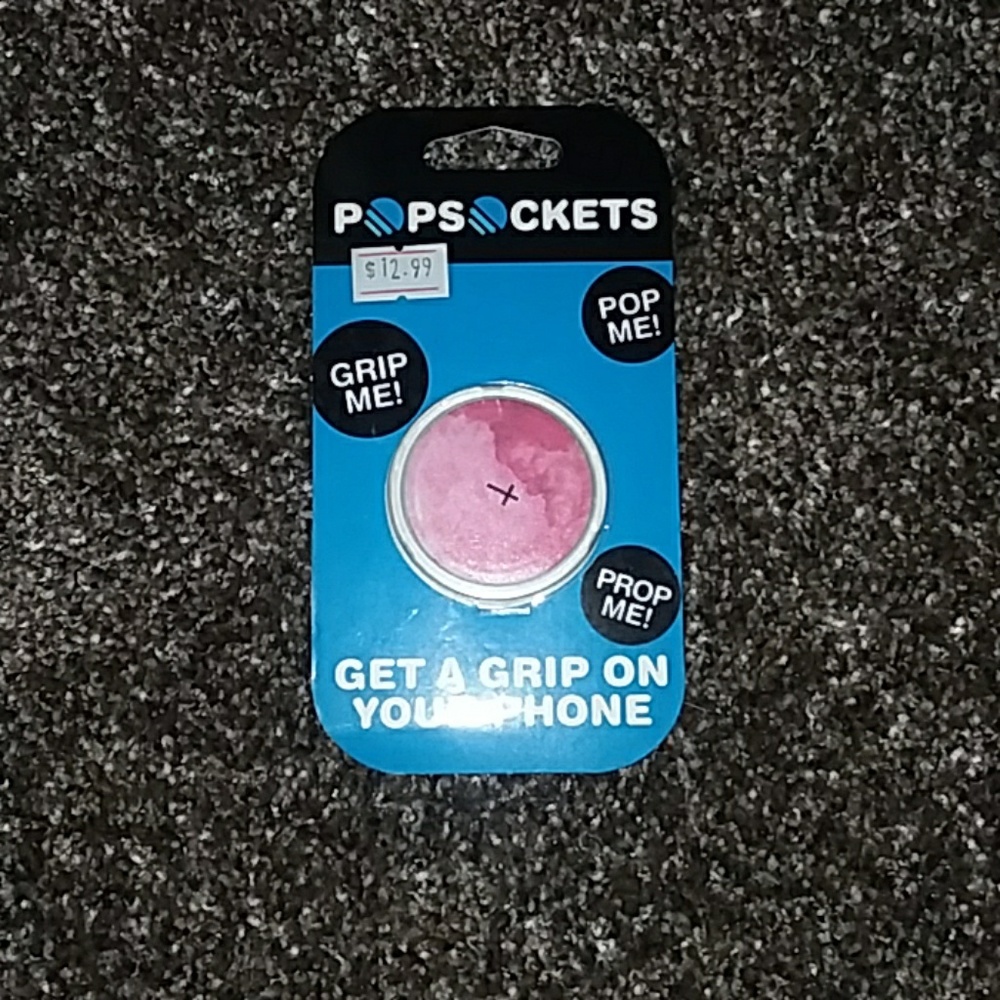 POPSOCKETS
$12.99
POP
ME!
GRIP
ME!
PROP
ME!
GET A GRIP ON
YOUR PHONE